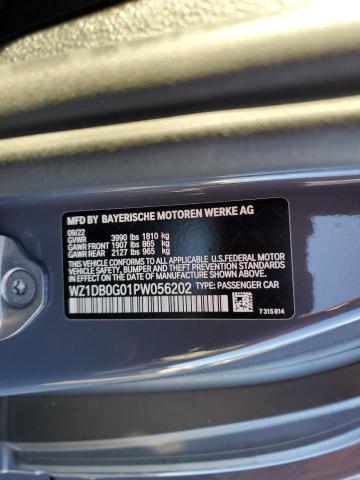 MFD BY BAYERISCHE MOTOREN WERKE AG
09/22
GVWR 3990 lbs 1810 kg
GAWR FRONT 1907 lbs 865 kg
GAWR REAR 2127 lbs 965 kg
THIS VEHICLE CONFORMS TO ALL APPLICABLE U.S.FEDERAL MOTOR
VEHICLE SAFETY, BUMPER, AND THEFT PREVENTION STANDARDS
IN EFFECT ON THE DATE OF MANUFACTURE SHOWN ABOVE.
WZ1DB0G01PW056202 TYPE: PASSENGER CAR
7 315 814